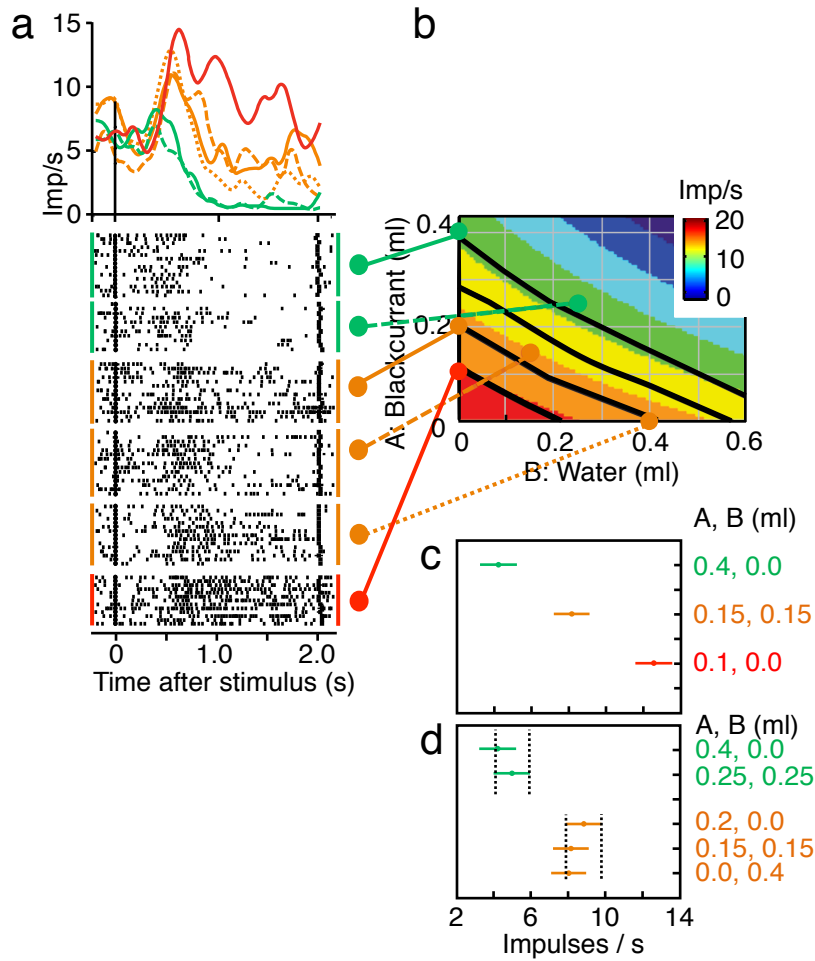 a
15
10
5
0
Imp/s
0
1.0
2.0
Time after stimulus (s)
b
Imp/s
20
10
0
0.4
0.2
0
A: Blackcurrant (ml)
0
0.2
0.4
0.6
B: Water (ml)
c
A, B (ml)
0.4, 0.0
0.15, 0.15
0.1, 0.0
d
A, B (ml)
0.4, 0.0
0.25, 0.25
0.2, 0.0
0.15, 0.15
0.0, 0.4
2
6
10
14
Impulses / s